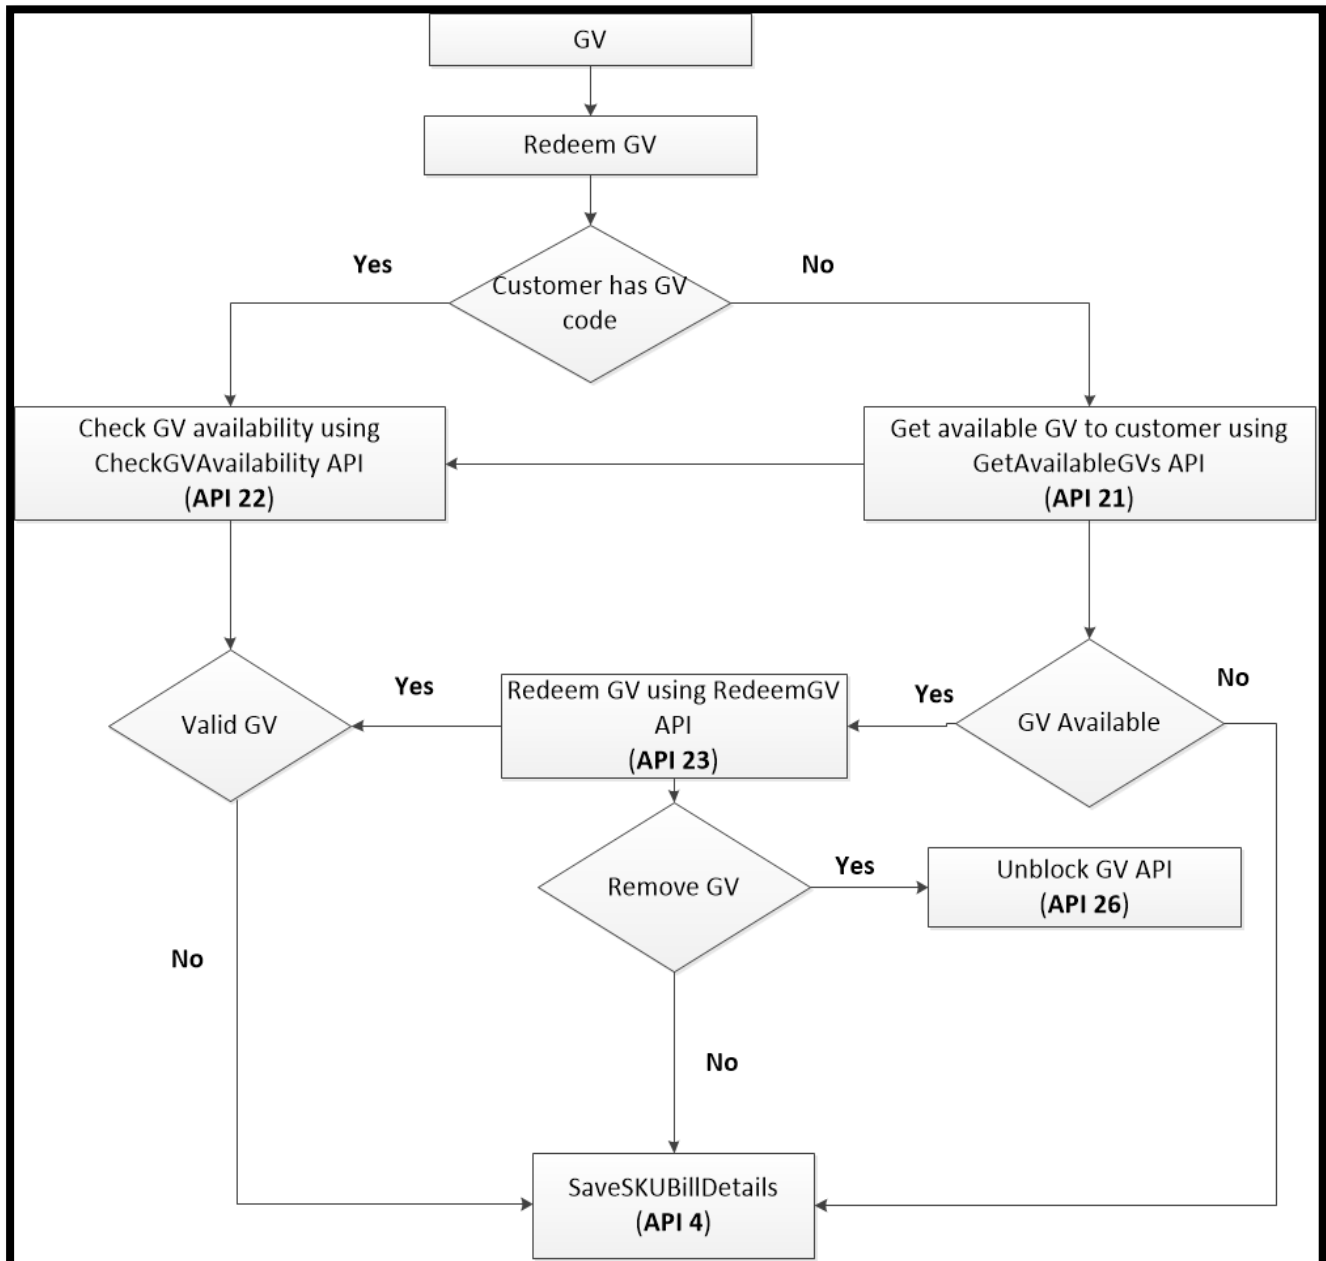 GV
Redeem GV
Yes
No
Customer has GV
code
Check GV availability using
CheckGVAvailability API
(API 22)
Get available GV to customer using
GetAvailableGVs API
(API 21)
Valid GV
Yes
Redeem GV using RedeemGV
API
(API 23)
Yes
GV Available
No
Remove GV
Yes
Unblock GV API
(API 26)
No
No
SaveSKUBillDetails
(API 4)